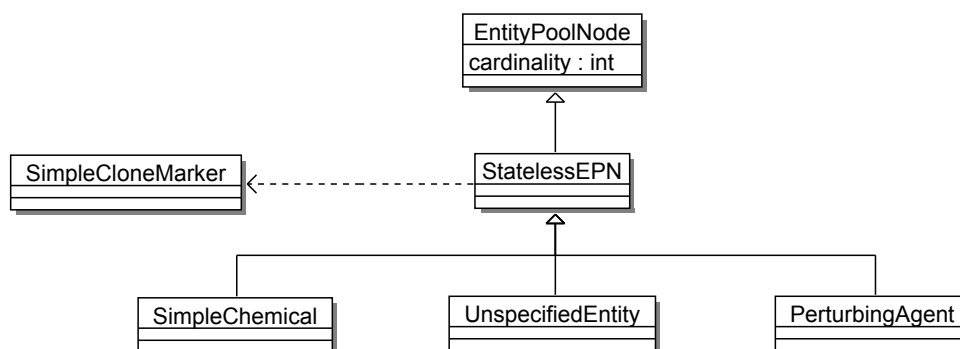 EntityPoolNode
cardinality : int
SimpleCloneMarker
StatelessEPN
SimpleChemical
UnspecifiedEntity
PerturbingAgent